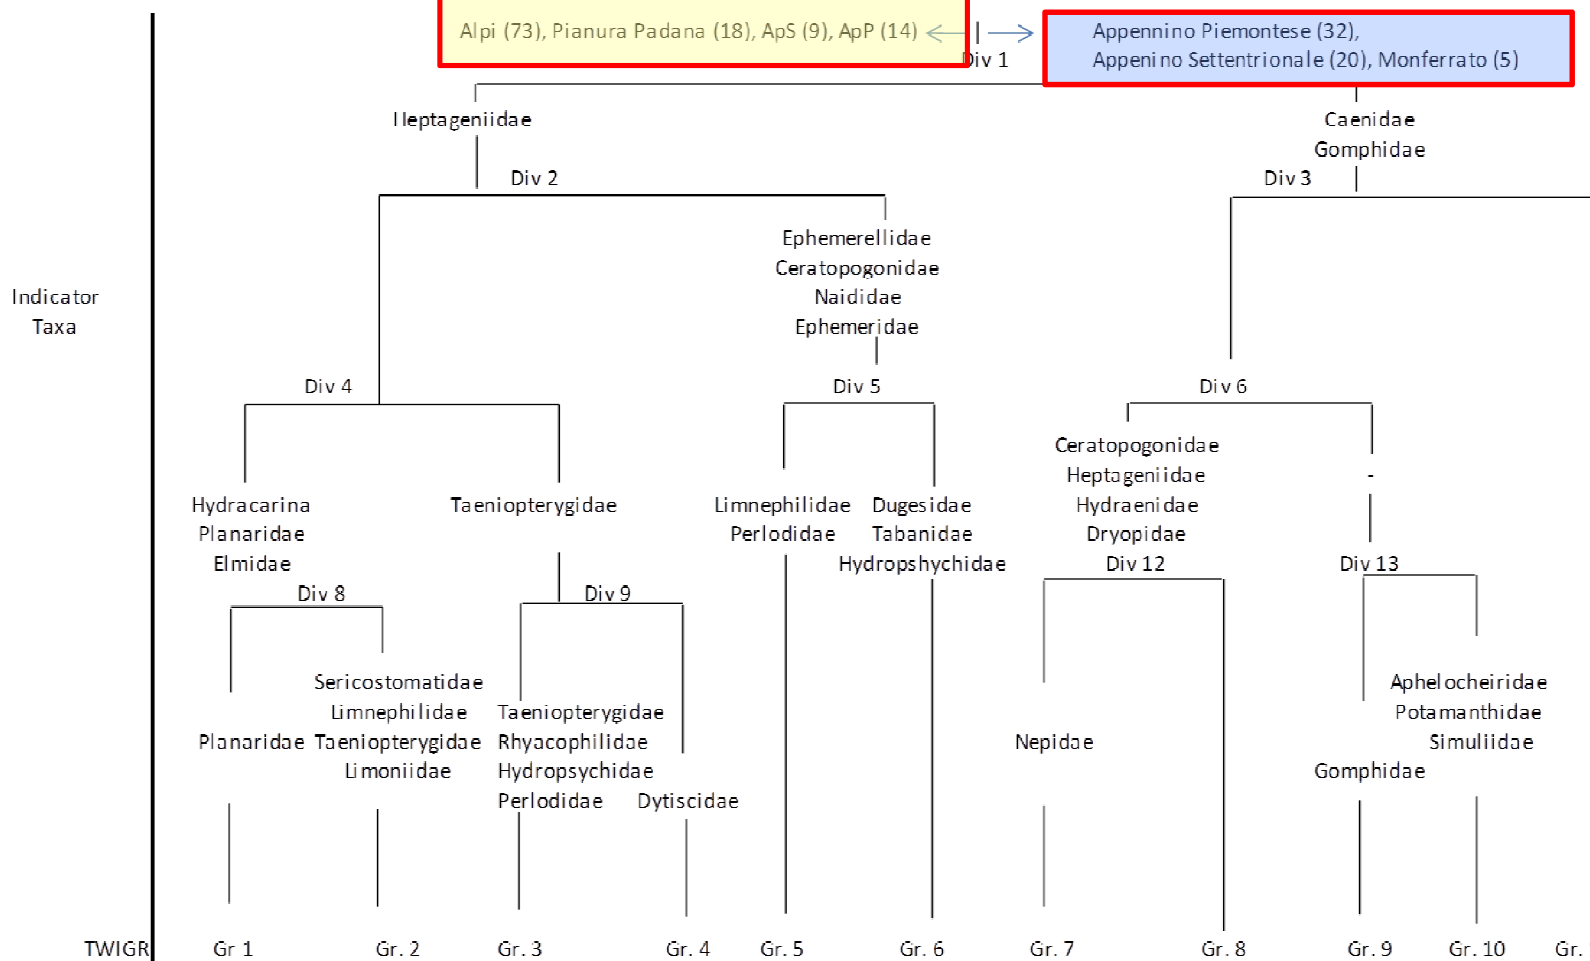 Alpi (73), Pianura Padana (18), ApS (9), ApP (14)
Appennino Piemontese (32),
Appenino Settentrionale (20), Monferrato (5)
Div 1
Heptageniidae
Caenidae
Gomphidae
Div 2
Div 3
Ephemerellidae
Ceratopogonidae
Naididae
Ephemeridae
Indicator
Taxa
Div 4
Div 5
Div 6
Hydracarina
Planaridae
Elmidae
Taeniopterygidae
Limnephilidae
Perlodidae
Dugesidae
Tabanidae
Hydropshychidae
Ceratopogonidae
Heptageniidae
Hydraenidae
Dryopidae
-
Div 8
Div 9
Div 12
Div 13
Planaridae
Sericostomatidae
Limnephilidae
Taeniopterygidae
Limoniidae
Taeniopterygidae
Rhyacophilidae
Hydropsychidae
Perlodidae
Dytiscidae
Nepidae
Gomphidae
Aphelocheiridae
Potamanthidae
Simuliidae
TWIGR Gr 1 Gr. 2 Gr. 3 Gr. 4 Gr. 5 Gr. 6 Gr. 7 Gr. 8 Gr. 9 Gr. 10 Gr.